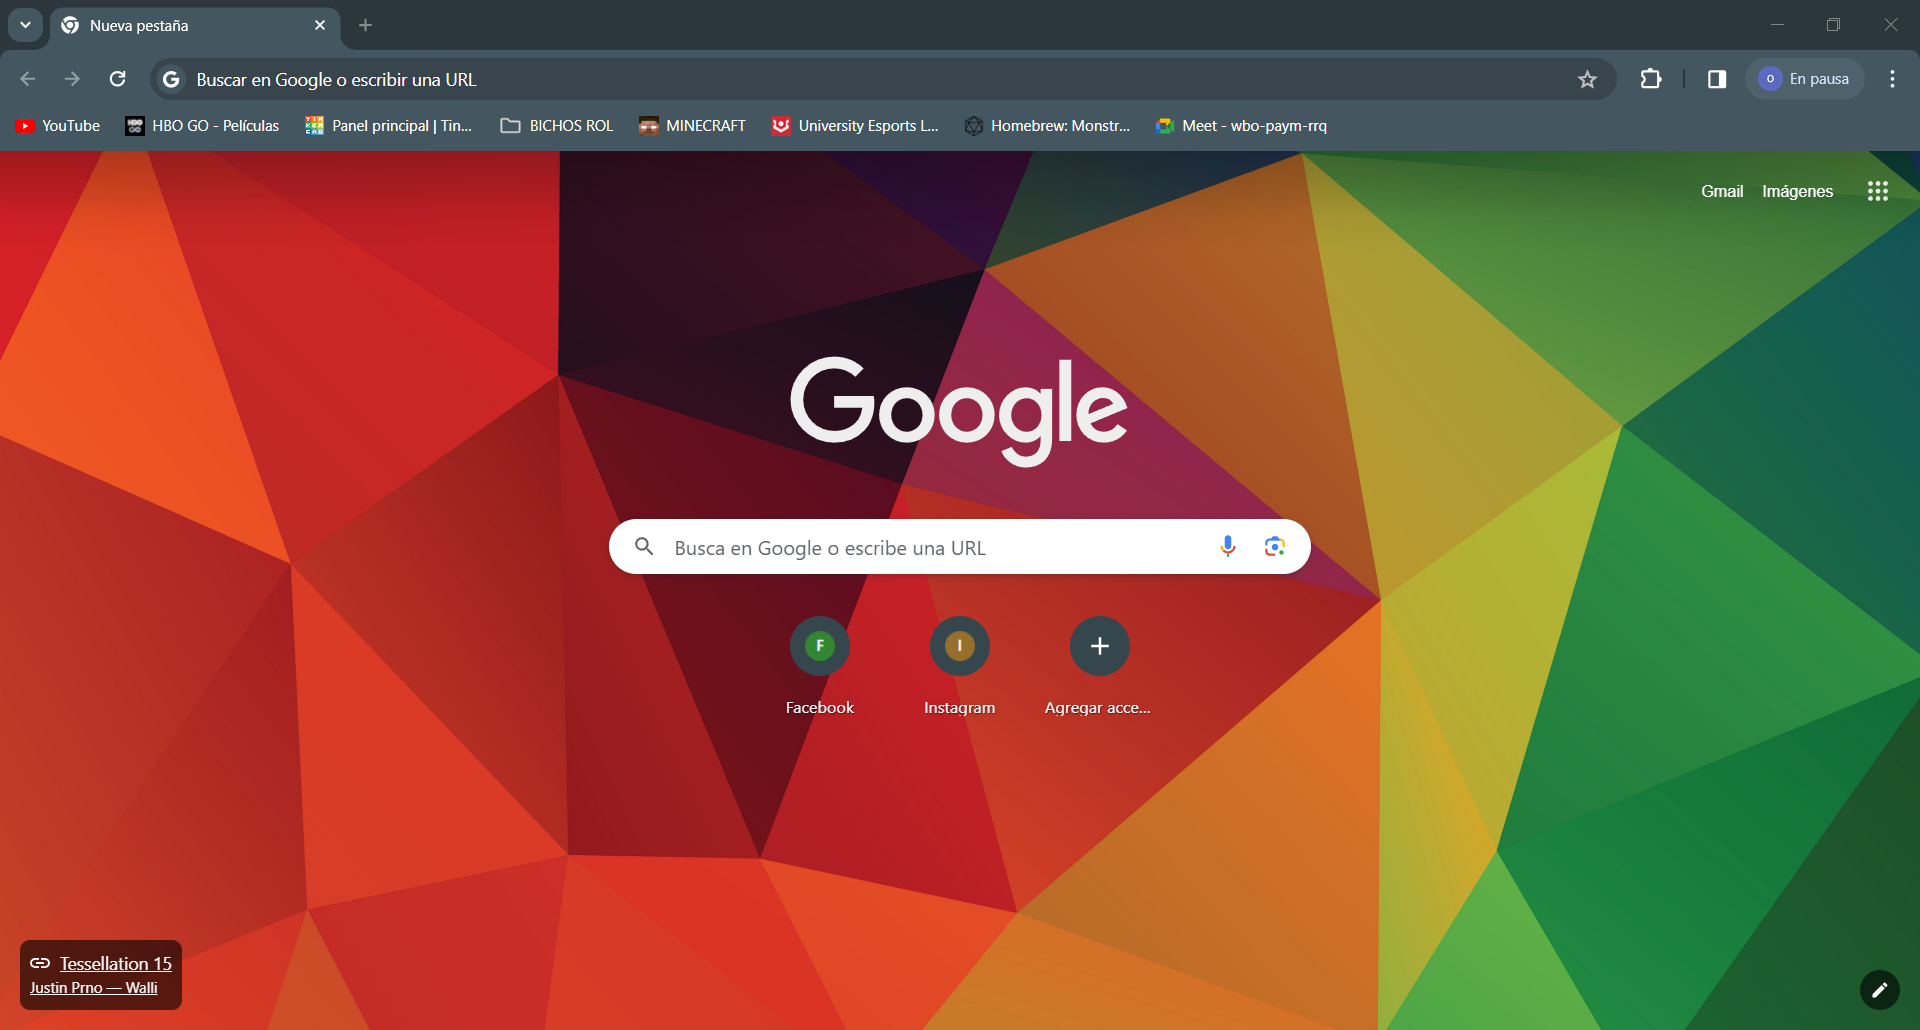 Nueva pestaña
Buscar en Google o escribir una URL
O En pausa
YouTube HBO GO - Películas Panel principal | Tin... BICHOS ROL MINECRAFT University Esports L... Homebrew: Monstr... Meet - wbo-paym-rrq
Gmail Imágenes
Google
Busca en Google o escribe una URL
F I
Facebook Instagram Agregar acce...
Tessellation 15
Justin Prno — Walli